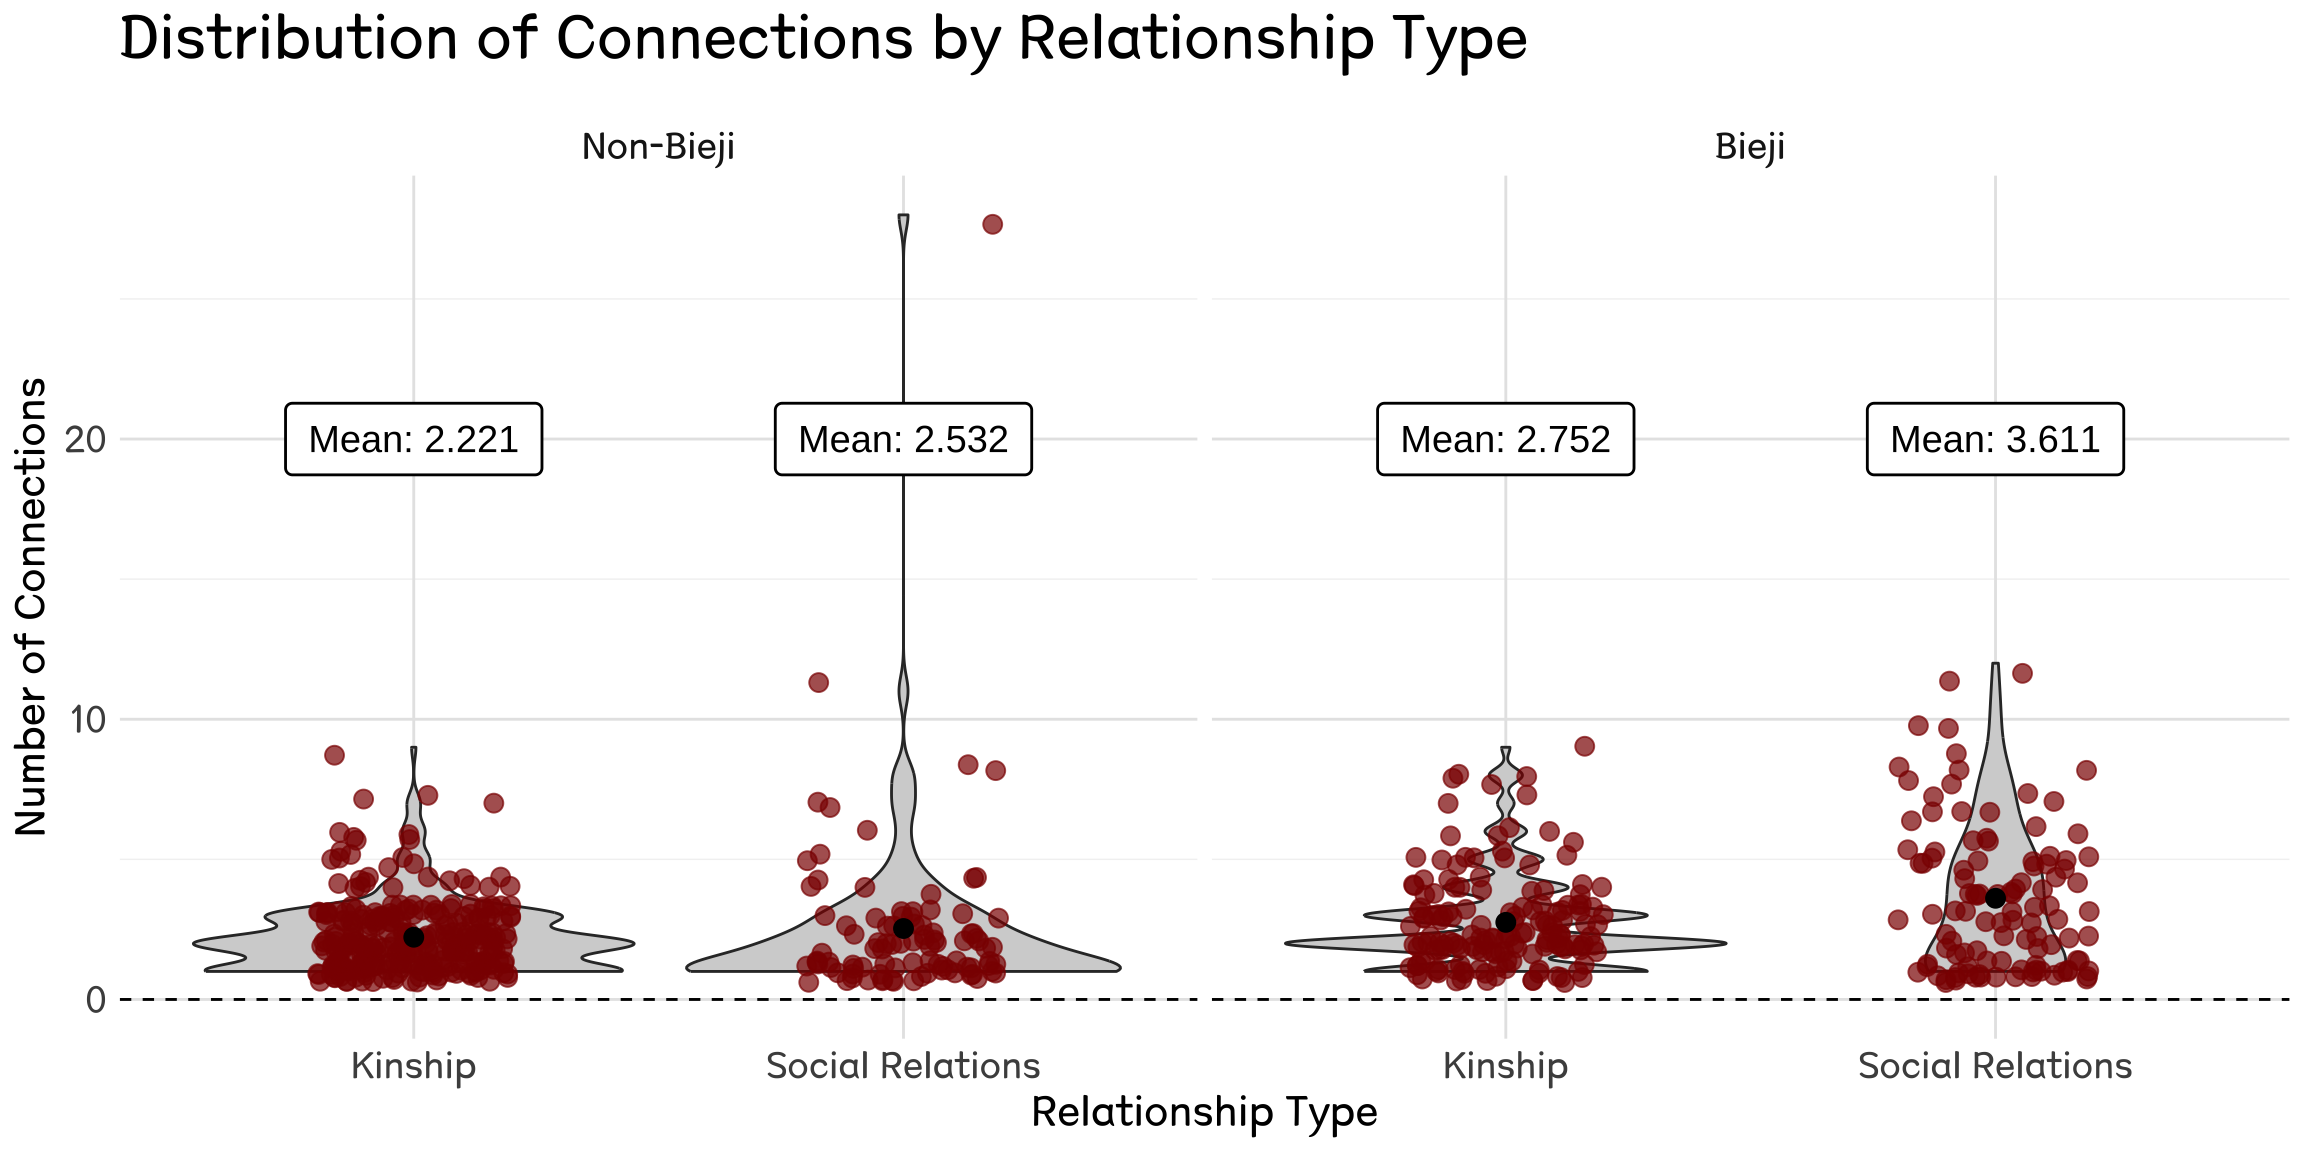 Distribution of Connections by Relationship Type
Non-Bieji
Bieji
Number of Connections
20
10
0
Mean: 2.221
Mean: 2.532
Mean: 2.752
Mean: 3.611
Kinship
Social Relations
Kinship
Social Relations
Relationship Type